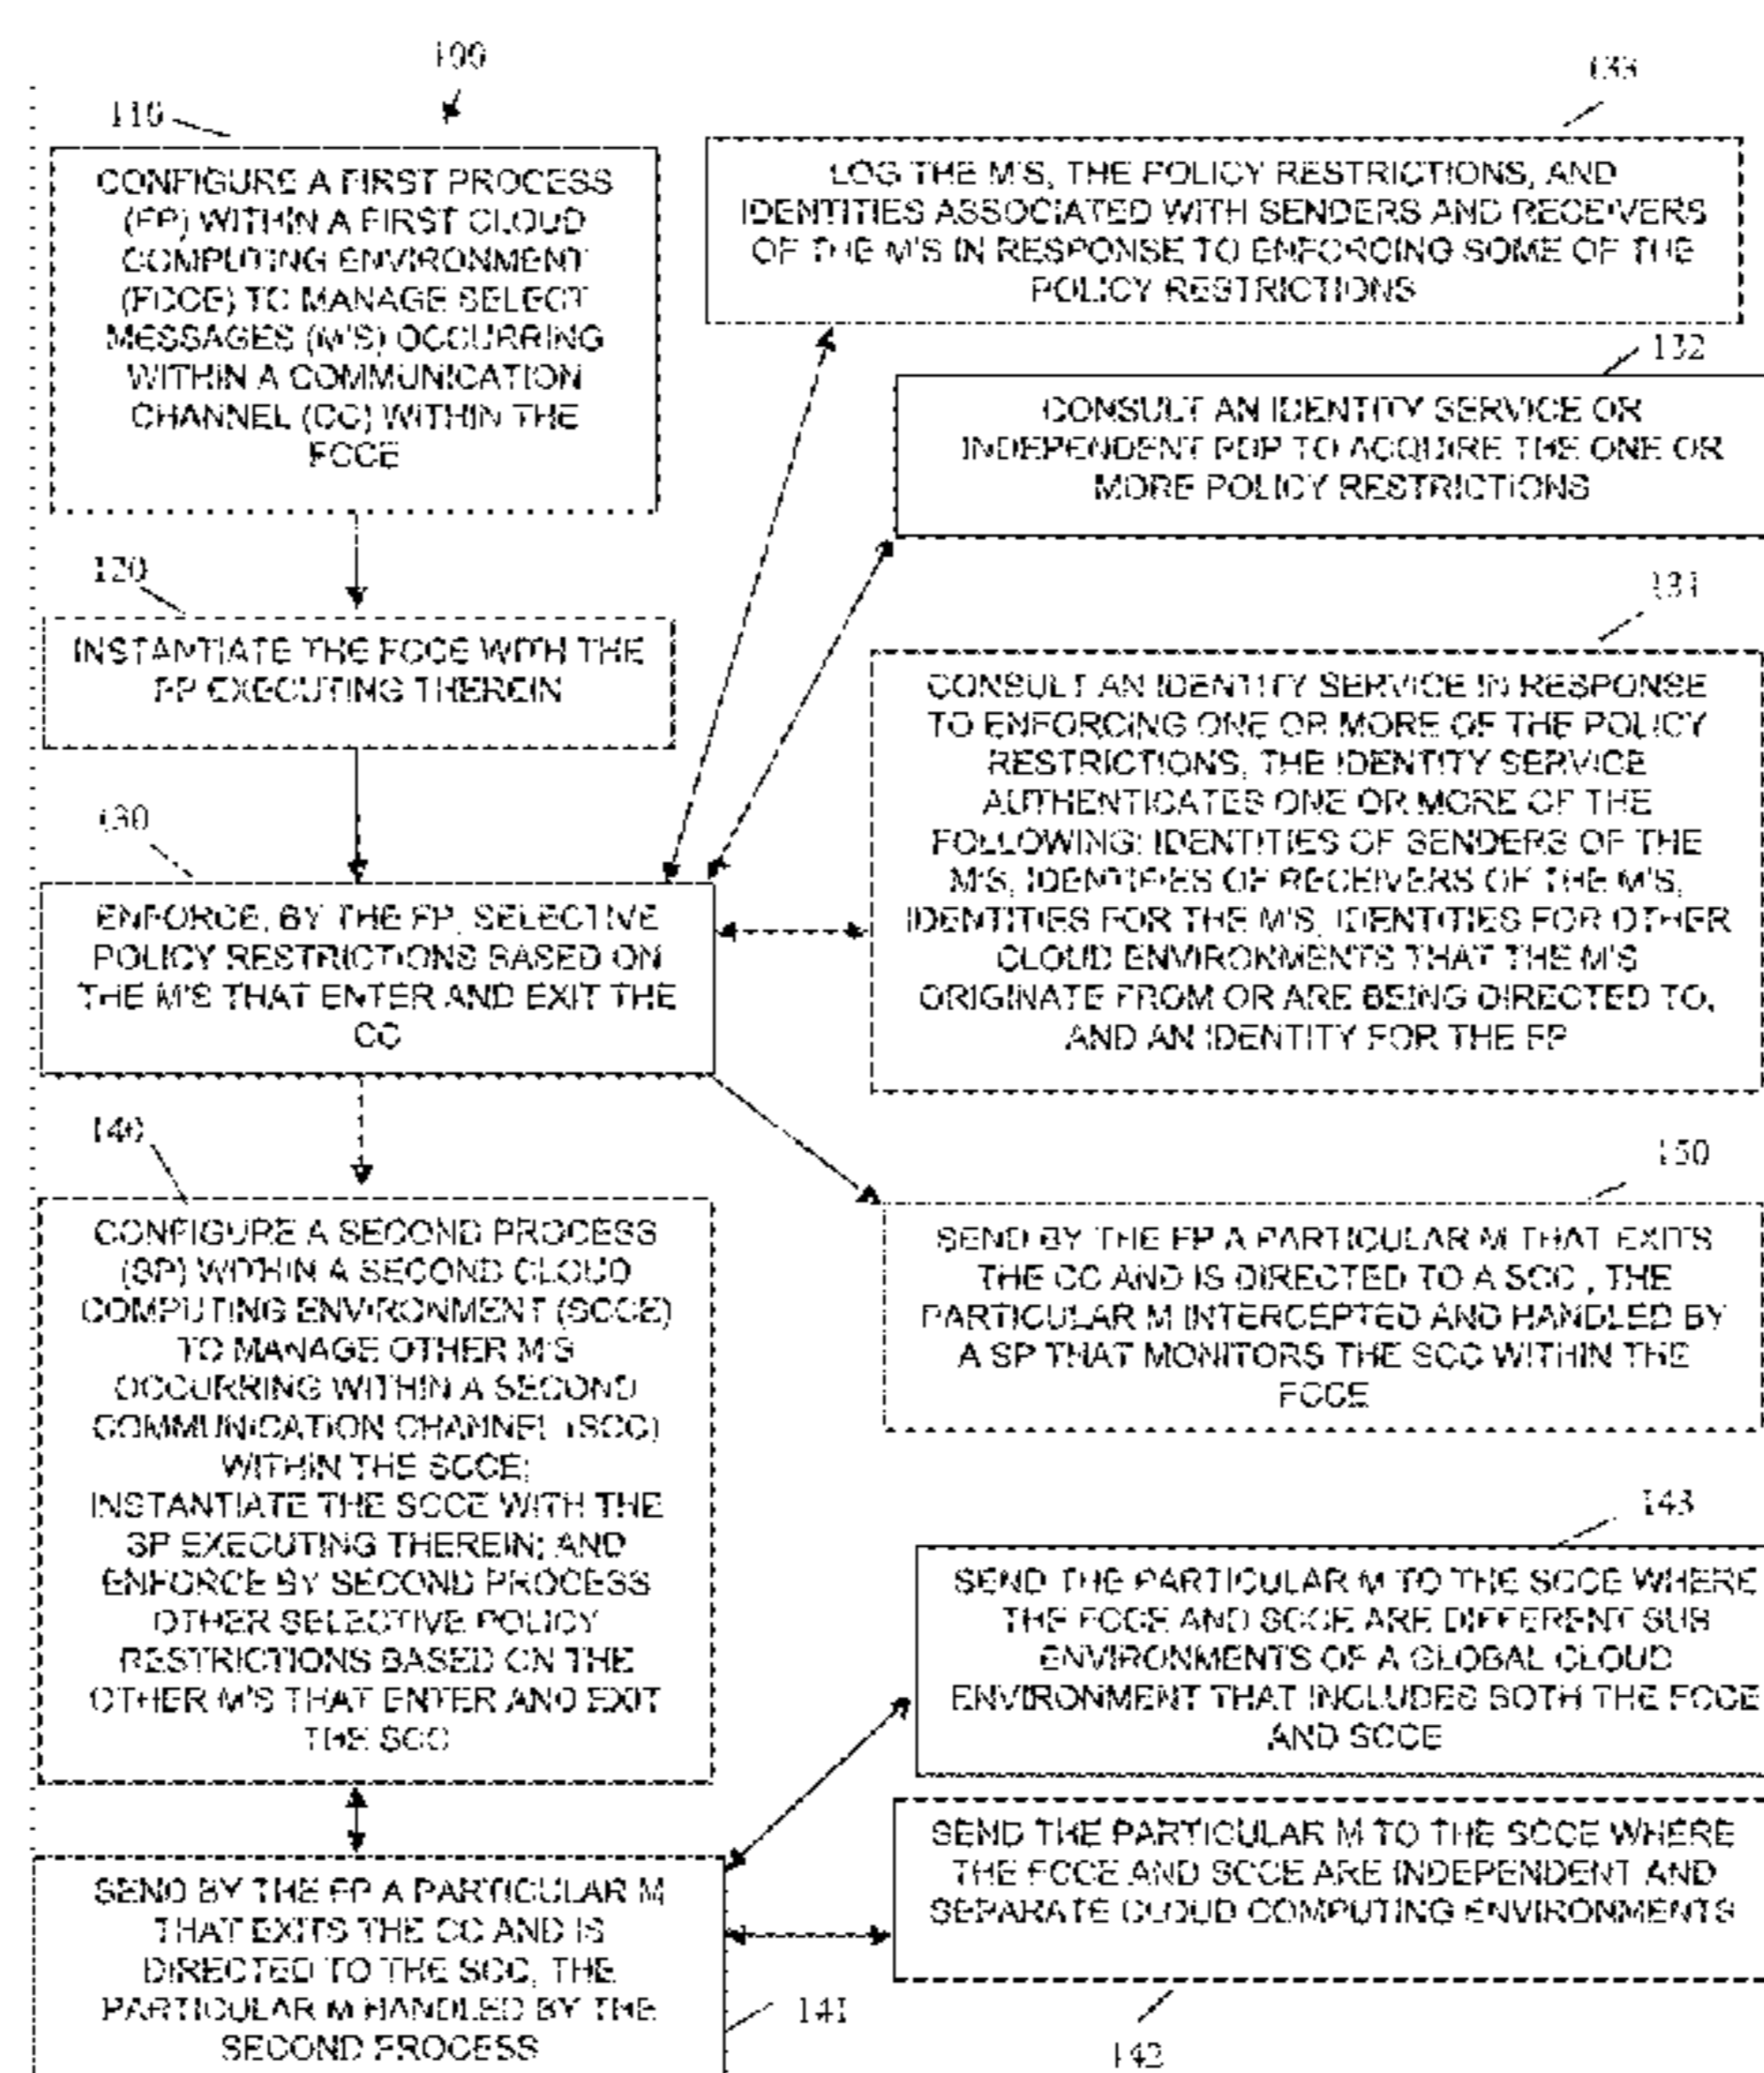 100
110
CONFIGURE A FIRST PROCESS
(FP) WITHIN A FIRST CLOUD
COMPUTING ENVIRONMENT
(FCCE) TO MANAGE SELECT
MESSAGES (M'S) OCCURRING
WITHIN A COMMUNICATION
CHANNEL (CC) WITHIN THE
FCCE
133
LOG THE M'S, THE POLICY RESTRICTIONS, AND
IDENTITIES ASSOCIATED WITH SENDERS AND RECEIVERS
OF THE M'S IN RESPONSE TO ENFORCING SOME OF THE
POLICY RESTRICTIONS
132
CONSULT AN IDENTITY SERVICE OR
INDEPENDENT PDP TO ACQUIRE THE ONE OR
MORE POLICY RESTRICTIONS
120
INSTANTIATE THE FCCE WITH THE
FP EXECUTING THEREIN
131
CONSULT AN IDENTITY SERVICE IN RESPONSE
TO ENFORCING ONE OR MORE OF THE POLICY
RESTRICTIONS, THE IDENTITY SERVICE
AUTHENTICATES ONE OR MORE OF THE
FOLLOWING: IDENTITIES OF SENDERS OF THE
M'S, IDENTITIES OF RECEIVERS OF THE M'S,
IDENTITIES FOR THE M'S, IDENTITIES FOR OTHER
CLOUD ENVIRONMENTS THAT THE M'S
ORIGINATE FROM OR ARE BEING DIRECTED TO,
AND AN IDENTITY FOR THE FP
130
ENFORCE, BY THE FP, SELECTIVE
POLICY RESTRICTIONS BASED ON
THE M'S THAT ENTER AND EXIT THE
CC
140
CONFIGURE A SECOND PROCESS
(SP) WITHIN A SECOND CLOUD
COMPUTING ENVIRONMENT (SCCE)
TO MANAGE OTHER M'S
OCCURRING WITHIN A SECOND
COMMUNICATION CHANNEL (SCC)
WITHIN THE SCCE;
INSTANTIATE THE SCCE WITH THE
SP EXECUTING THEREIN; AND
ENFORCE BY SECOND PROCESS
OTHER SELECTIVE POLICY
RESTRICTIONS BASED ON THE
OTHER M'S THAT ENTER AND EXIT
THE SCC
150
SEND BY THE FP A PARTICULAR M THAT EXITS
THE CC AND IS DIRECTED TO A SCC , THE
PARTICULAR M INTERCEPTED AND HANDLED BY
A SP THAT MONITORS THE SCC WITHIN THE
FCCE
143
SEND THE PARTICULAR M TO THE SCCE WHERE
THE FCCE AND SCCE ARE DIFFERENT SUB
ENVIRONMENTS OF A GLOBAL CLOUD
ENVIRONMENT THAT INCLUDES BOTH THE FCCE
AND SCCE
SEND THE PARTICULAR M TO THE SCCE WHERE
THE FCCE AND SCCE ARE INDEPENDENT AND
SEPARATE CLOUD COMPUTING ENVIRONMENTS
142
SEND BY THE FP A PARTICULAR M
THAT EXITS THE CC AND IS
DIRECTED TO THE SCC, THE
PARTICULAR M HANDLED BY THE
SECOND PROCESS
141